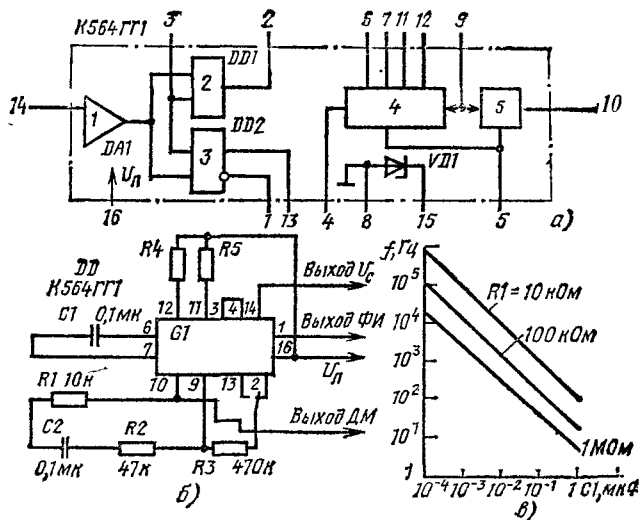 К564ГГ1 3 2 6 7 11 12 9
DD1
14 1 2 4 5 10
DD2
DA1 3 VD1
Uп
16 1 13 4 8 15 5 а)
R4 R5 f, Гц
DD Выход Uс
К564ГГ1
C1 0,1мк 12 11 3 4 14 10⁵ R1=10 кОм
6 G1 1 Выход ФИ 10⁴ 100 кОм
7 16 10³
R1 10к 10 9 13 2 Uп 10²
C2 R2 Выход ДМ 10¹
R3 1 МОм
0,1мк 47к 470к 1
б) 10⁻⁴ 10⁻³ 10⁻² 10⁻¹ 1 C1, мкФ
в)